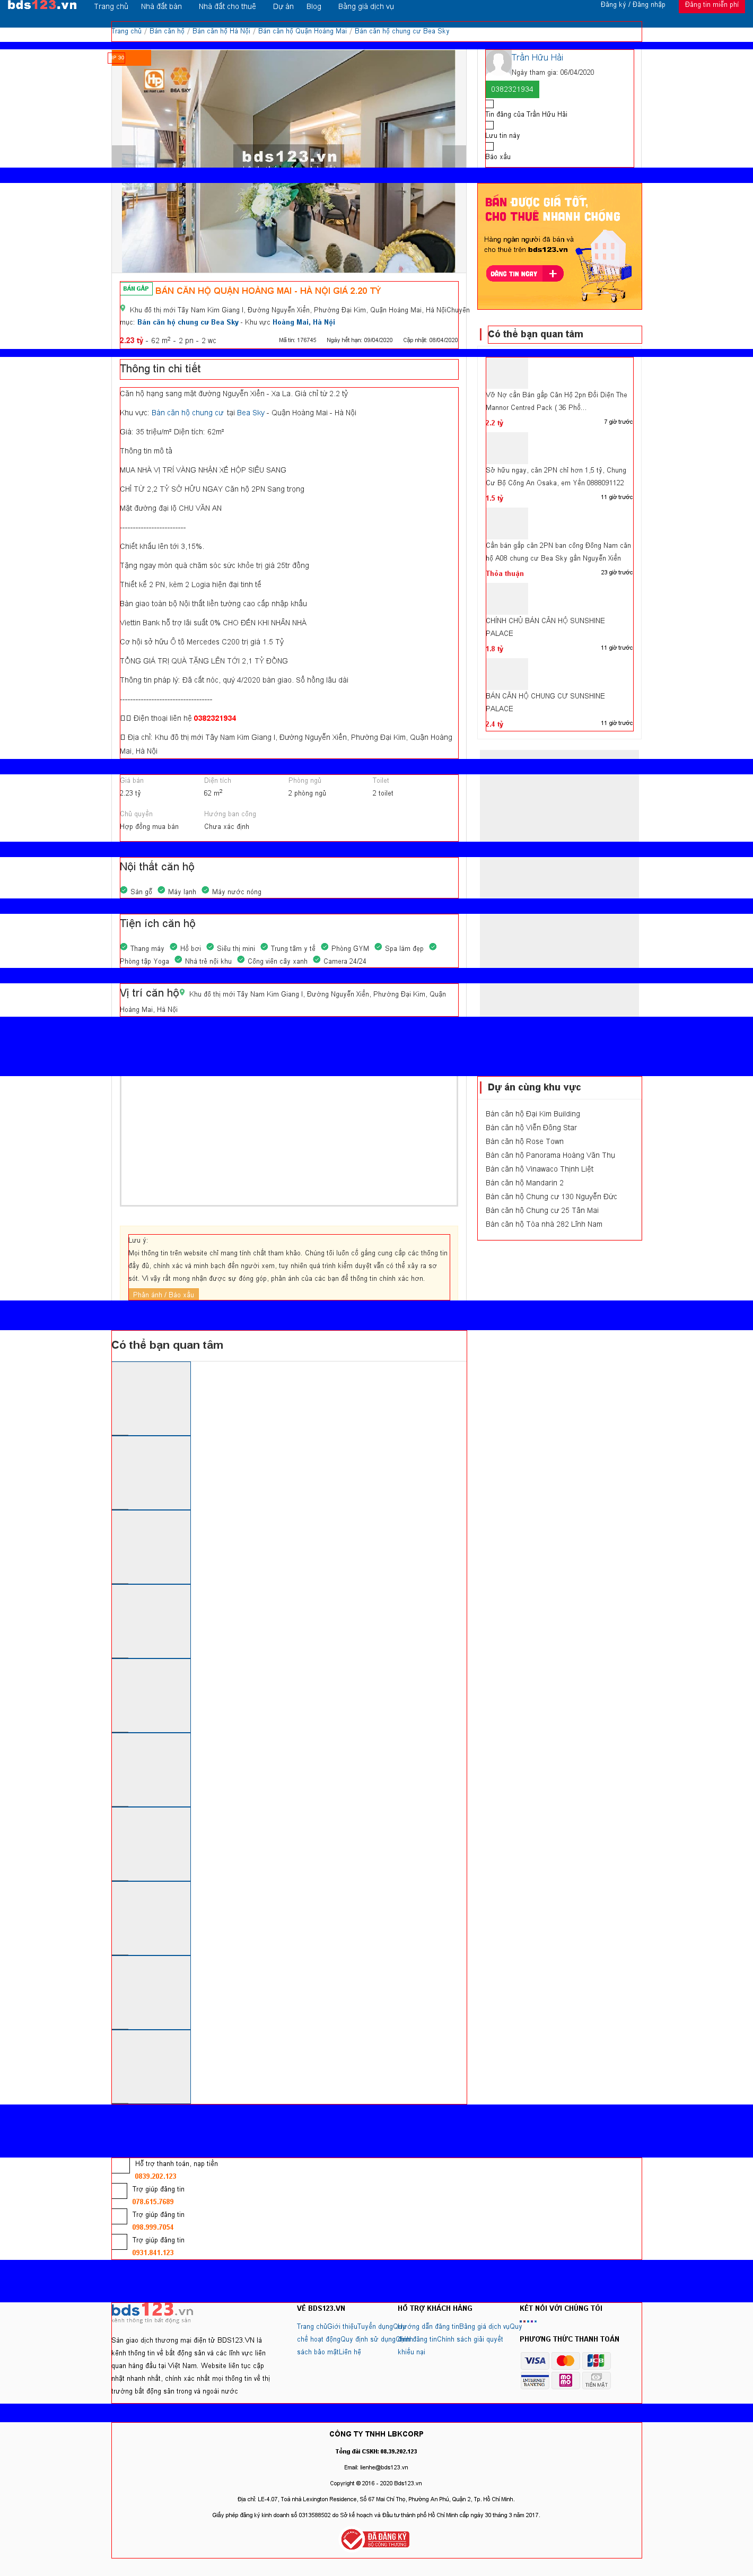 bds123.vn Trang chủ Nhà đất bán Nhà đất cho thuê Dự án Blog Bảng giá dịch vụ Đăng ký / Đăng nhập Đăng tin miễn phí
Trang chủ / Bán căn hộ / Bán căn hộ Hà Nội / Bán căn hộ Quận Hoàng Mai / Bán căn hộ chung cư Bea Sky
BEA SKY
bds123.vn
BÁN GẤP BÁN CĂN HỘ QUẬN HOÀNG MAI - HÀ NỘI GIÁ 2.20 TỶ
Khu đô thị mới Tây Nam Kim Giang I, Đường Nguyễn Xiển, Phường Đại Kim, Quận Hoàng Mai, Hà NộiChuyên
mục: Bán căn hộ chung cư Bea Sky - Khu vực Hoàng Mai, Hà Nội
2.23 tỷ - 62 m2 - 2 pn - 2 wc Mã tin: 176745 Ngày hết hạn: 09/04/2020 Cập nhật: 08/04/2020
Thông tin chi tiết
Căn hộ hạng sang mặt đường Nguyễn Xiển - Xa La. Giá chỉ từ 2.2 tỷ
Khu vực: Bán căn hộ chung cư tại Bea Sky - Quận Hoàng Mai - Hà Nội
Giá: 35 triệu/m² Diện tích: 62m²
Thông tin mô tả
MUA NHÀ VỊ TRÍ VÀNG NHẬN XẾ HỘP SIÊU SANG
CHỈ TỪ 2,2 TỶ SỞ HỮU NGAY Căn hộ 2PN Sang trọng
Mặt đường đại lộ CHU VĂN AN
-------------------------
Chiết khấu lên tới 3,15%.
Tặng ngay món quà chăm sóc sức khỏe trị giá 25tr đồng
Thiết kế 2 PN, kèm 2 Logia hiện đại tinh tế
Bàn giao toàn bộ Nội thất liền tường cao cấp nhập khẩu
Viettin Bank hỗ trợ lãi suất 0% CHO ĐẾN KHI NHẬN NHÀ
Cơ hội sở hữu Ô tô Mercedes C200 trị giá 1.5 Tỷ
TỔNG GIÁ TRỊ QUÀ TẶNG LÊN TỚI 2,1 TỶ ĐỒNG
Thông tin pháp lý: Đã cất nóc, quý 4/2020 bàn giao. Sổ hồng lâu dài
-----------------------------------
Điện thoại liên hệ 0382321934
Địa chỉ: Khu đô thị mới Tây Nam Kim Giang I, Đường Nguyễn Xiển, Phường Đại Kim, Quận Hoàng
Mai, Hà Nội
Giá bán Diện tích Phòng ngủ Toilet
2.23 tỷ 62 m2 2 phòng ngủ 2 toilet
Chủ quyền Hướng ban công
Hợp đồng mua bán Chưa xác định
Nội thất căn hộ
Sàn gỗ Máy lạnh Máy nước nóng
Tiện ích căn hộ
Thang máy Hồ bơi Siêu thị mini Trung tâm y tế Phòng GYM Spa làm đẹp
Phòng tập Yoga Nhà trẻ nội khu Công viên cây xanh Camera 24/24
Vị trí căn hộ Khu đô thị mới Tây Nam Kim Giang I, Đường Nguyễn Xiển, Phường Đại Kim, Quận
Hoàng Mai, Hà Nội
Lưu ý:
Mọi thông tin trên website chỉ mang tính chất tham khảo. Chúng tôi luôn cố gắng cung cấp các thông tin
đầy đủ, chính xác và minh bạch đến người xem, tuy nhiên quá trình kiểm duyệt vẫn có thể xảy ra sơ
sót. Vì vậy rất mong nhận được sự đóng góp, phản ánh của các bạn để thông tin chính xác hơn.
Phản ánh / Báo xấu
Trần Hữu Hải
Ngày tham gia: 06/04/2020
0382321934
Tin đăng của Trần Hữu Hải
Lưu tin này
Báo xấu
BÁN ĐƯỢC GIÁ TỐT,
CHO THUÊ NHANH CHÓNG
Hàng ngàn người đã bán và
cho thuê trên bds123.vn
ĐĂNG TIN NGAY +
Có thể bạn quan tâm
Vỡ Nợ cần Bán gấp Căn Hộ 2pn Đối Diện The
Mannor Centred Pack ( 36 Phố...
2.2 tỷ 7 giờ trước
Sở hữu ngay, căn 2PN chỉ hơn 1,5 tỷ, Chung
Cư Bộ Công An Osaka, em Yến 0888091122
1.5 tỷ 11 giờ trước
Cần bán gấp căn 2PN ban công Đông Nam căn
hộ A08 chung cư Bea Sky gần Nguyễn Xiển
Thỏa thuận 23 giờ trước
CHÍNH CHỦ BÁN CĂN HỘ SUNSHINE
PALACE
1.8 tỷ 11 giờ trước
BÁN CĂN HỘ CHUNG CƯ SUNSHINE
PALACE
2.4 tỷ 11 giờ trước
Dự án cùng khu vực
Bán căn hộ Đại Kim Building
Bán căn hộ Viễn Đông Star
Bán căn hộ Rose Town
Bán căn hộ Panorama Hoàng Văn Thụ
Bán căn hộ Vinawaco Thịnh Liệt
Bán căn hộ Mandarin 2
Bán căn hộ Chung cư 130 Nguyễn Đức
Bán căn hộ Chung cư 25 Tân Mai
Bán căn hộ Tòa nhà 282 Lĩnh Nam
Có thể bạn quan tâm
Hỗ trợ thanh toán, nạp tiền
0839.202.123
Trợ giúp đăng tin
078.615.7689
Trợ giúp đăng tin
098.999.7054
Trợ giúp đăng tin
0931.841.123
bds123.vn
kênh thông tin bất động sản
Sàn giao dịch thương mại điện tử BDS123.VN là
kênh thông tin về bất động sản và các lĩnh vực liên
quan hàng đầu tại Việt Nam. Website liên tục cập
nhật nhanh nhất, chính xác nhất mọi thông tin về thị
trường bất động sản trong và ngoài nước
VỀ BDS123.VN
Trang chủGiới thiệuTuyển dụngQuy
chế hoạt độngQuy định sử dụngChính
sách bảo mậtLiên hệ
HỖ TRỢ KHÁCH HÀNG
Hướng dẫn đăng tinBảng giá dịch vụQuy
định đăng tinChính sách giải quyết
khiếu nại
KẾT NỐI VỚI CHÚNG TÔI
PHƯƠNG THỨC THANH TOÁN
VISA MasterCard JCB
INTERNET BANKING momo TIỀN MẶT
CÔNG TY TNHH LBKCORP
Tổng đài CSKH: 08.39.202.123
Email: lienhe@bds123.vn
Copyright © 2016 - 2020 Bds123.vn
Địa chỉ: LE-4.07, Toà nhà Lexington Residence, Số 67 Mai Chí Thọ, Phường An Phú, Quận 2, Tp. Hồ Chí Minh.
Giấy phép đăng ký kinh doanh số 0313588502 do Sở kế hoạch và Đầu tư thành phố Hồ Chí Minh cấp ngày 30 tháng 3 năm 2017.
ĐÃ ĐĂNG KÝ
BỘ CÔNG THƯƠNG